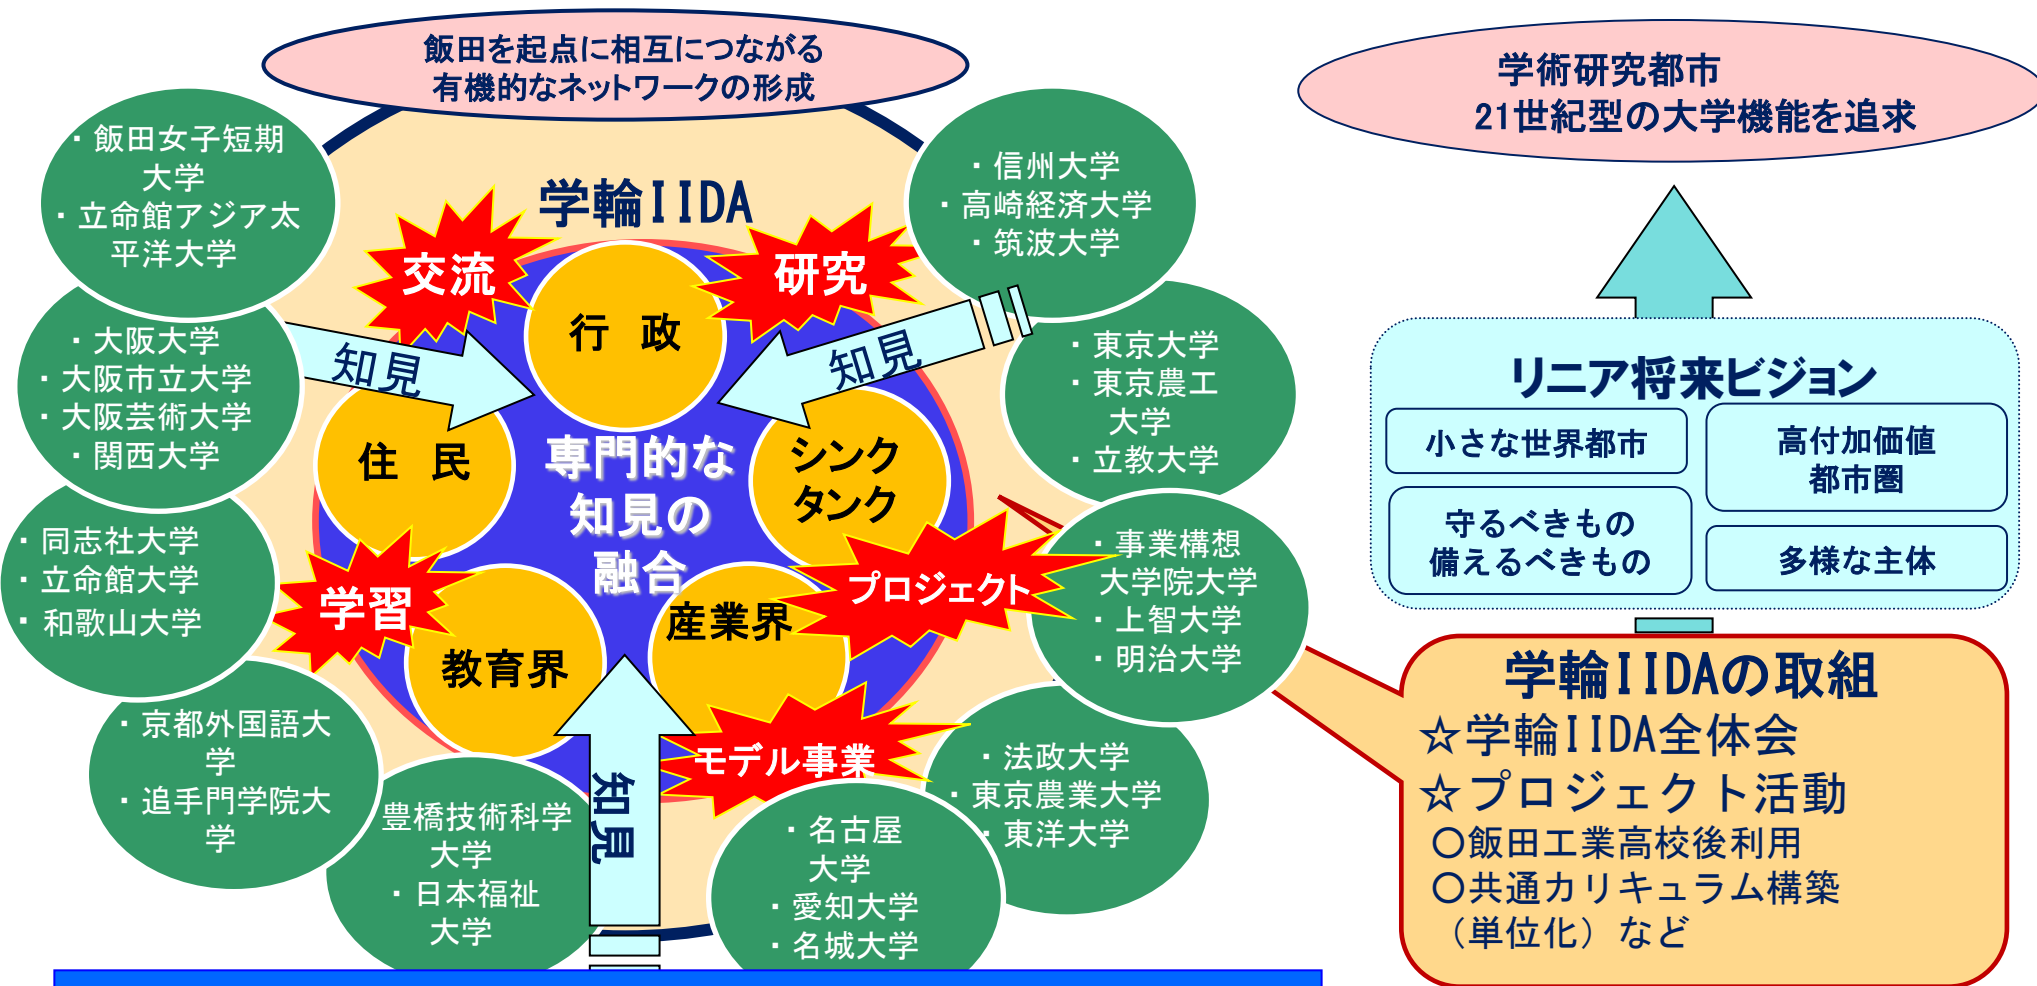 飯田を起点に相互につながる
有機的なネットワークの形成
学術研究都市
21世紀型の大学機能を追求
学輪IIDA
・飯田女子短期
大学
・立命館アジア太
平洋大学
・大阪大学
・大阪市立大学
・大阪芸術大学
・関西大学
・同志社大学
・立命館大学
・和歌山大学
・京都外国語大
学
・追手門学院大
学
豊橋技術科学
大学
・日本福祉
大学
・名古屋
大学
・愛知大学
・名城大学
・法政大学
・東京農業大学
・東洋大学
・事業構想
大学院大学
・上智大学
・明治大学
・東京大学
・東京農工
大学
・立教大学
・信州大学
・高崎経済大学
・筑波大学
交流
研究
学習
プロジェクト
モデル事業
知見
知見
知見
行 政
住 民
シンク
タンク
教育界
産業界
専門的な
知見の
融合
リニア将来ビジョン
小さな世界都市
高付加価値
都市圏
守るべきもの
備えるべきもの
多様な主体
学輪IIDAの取組
☆学輪IIDA全体会
☆プロジェクト活動
○飯田工業高校後利用
○共通カリキュラム構築
（単位化）など